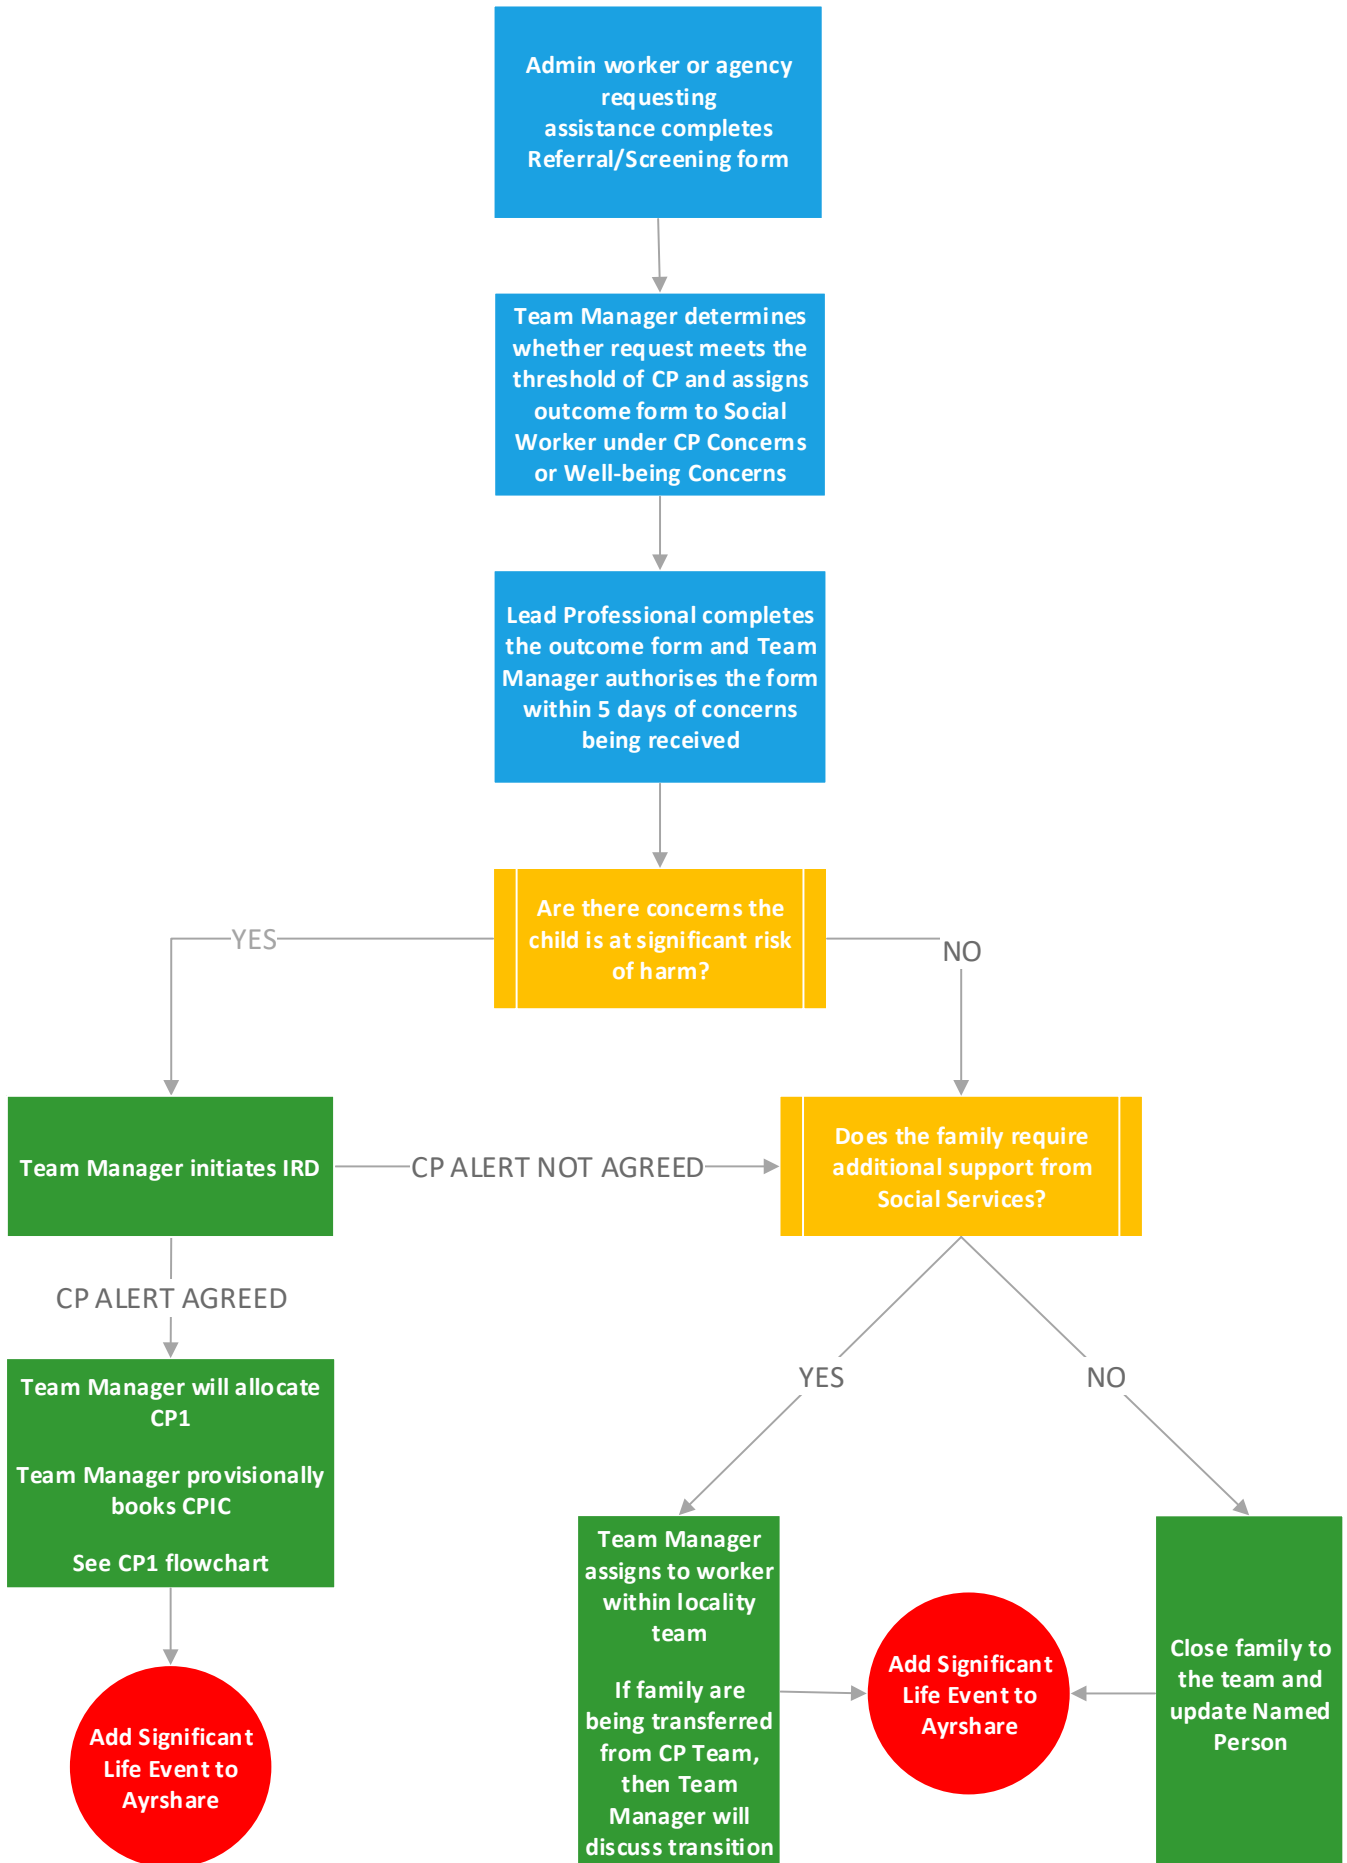 Admin worker or agency
requesting
assistance completes
Referral/Screening form
Team Manager determines
whether request meets the
threshold of CP and assigns
outcome form to Social
Worker under CP Concerns
or Well-being Concerns
Lead Professional completes
the outcome form and Team
Manager authorises the form
within 5 days of concerns
being received
Are there concerns the
child is at significant risk
of harm?
YES
NO
Team Manager initiates IRD
CP ALERT NOT AGREED
Does the family require
additional support from
Social Services?
CP ALERT AGREED
Team Manager will allocate
CP1
Team Manager provisionally
books CPIC
See CP1 flowchart
YES
NO
Team Manager
assigns to worker
within locality
team
If family are
being transferred
from CP Team,
then Team
Manager will
discuss transition
Add Significant
Life Event to
Ayrshare
Close family to
the team and
update Named
Person
Add Significant
Life Event to
Ayrshare